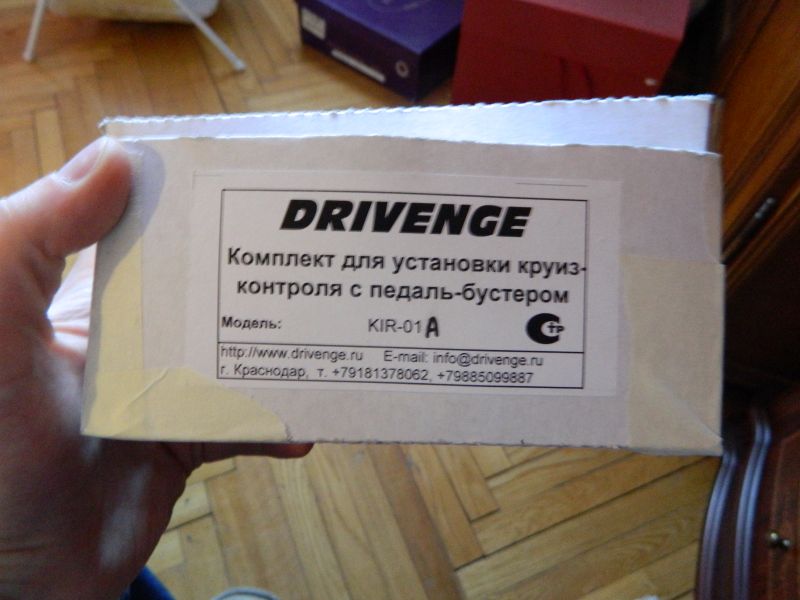 DRIVENGE
Комплект для установки круиз-
контроля с педаль-бустером
Модель: KIR-01A
http://www.drivenge.ru E-mail: info@drivenge.ru
г. Краснодар, т. +79181378062, +79885099887